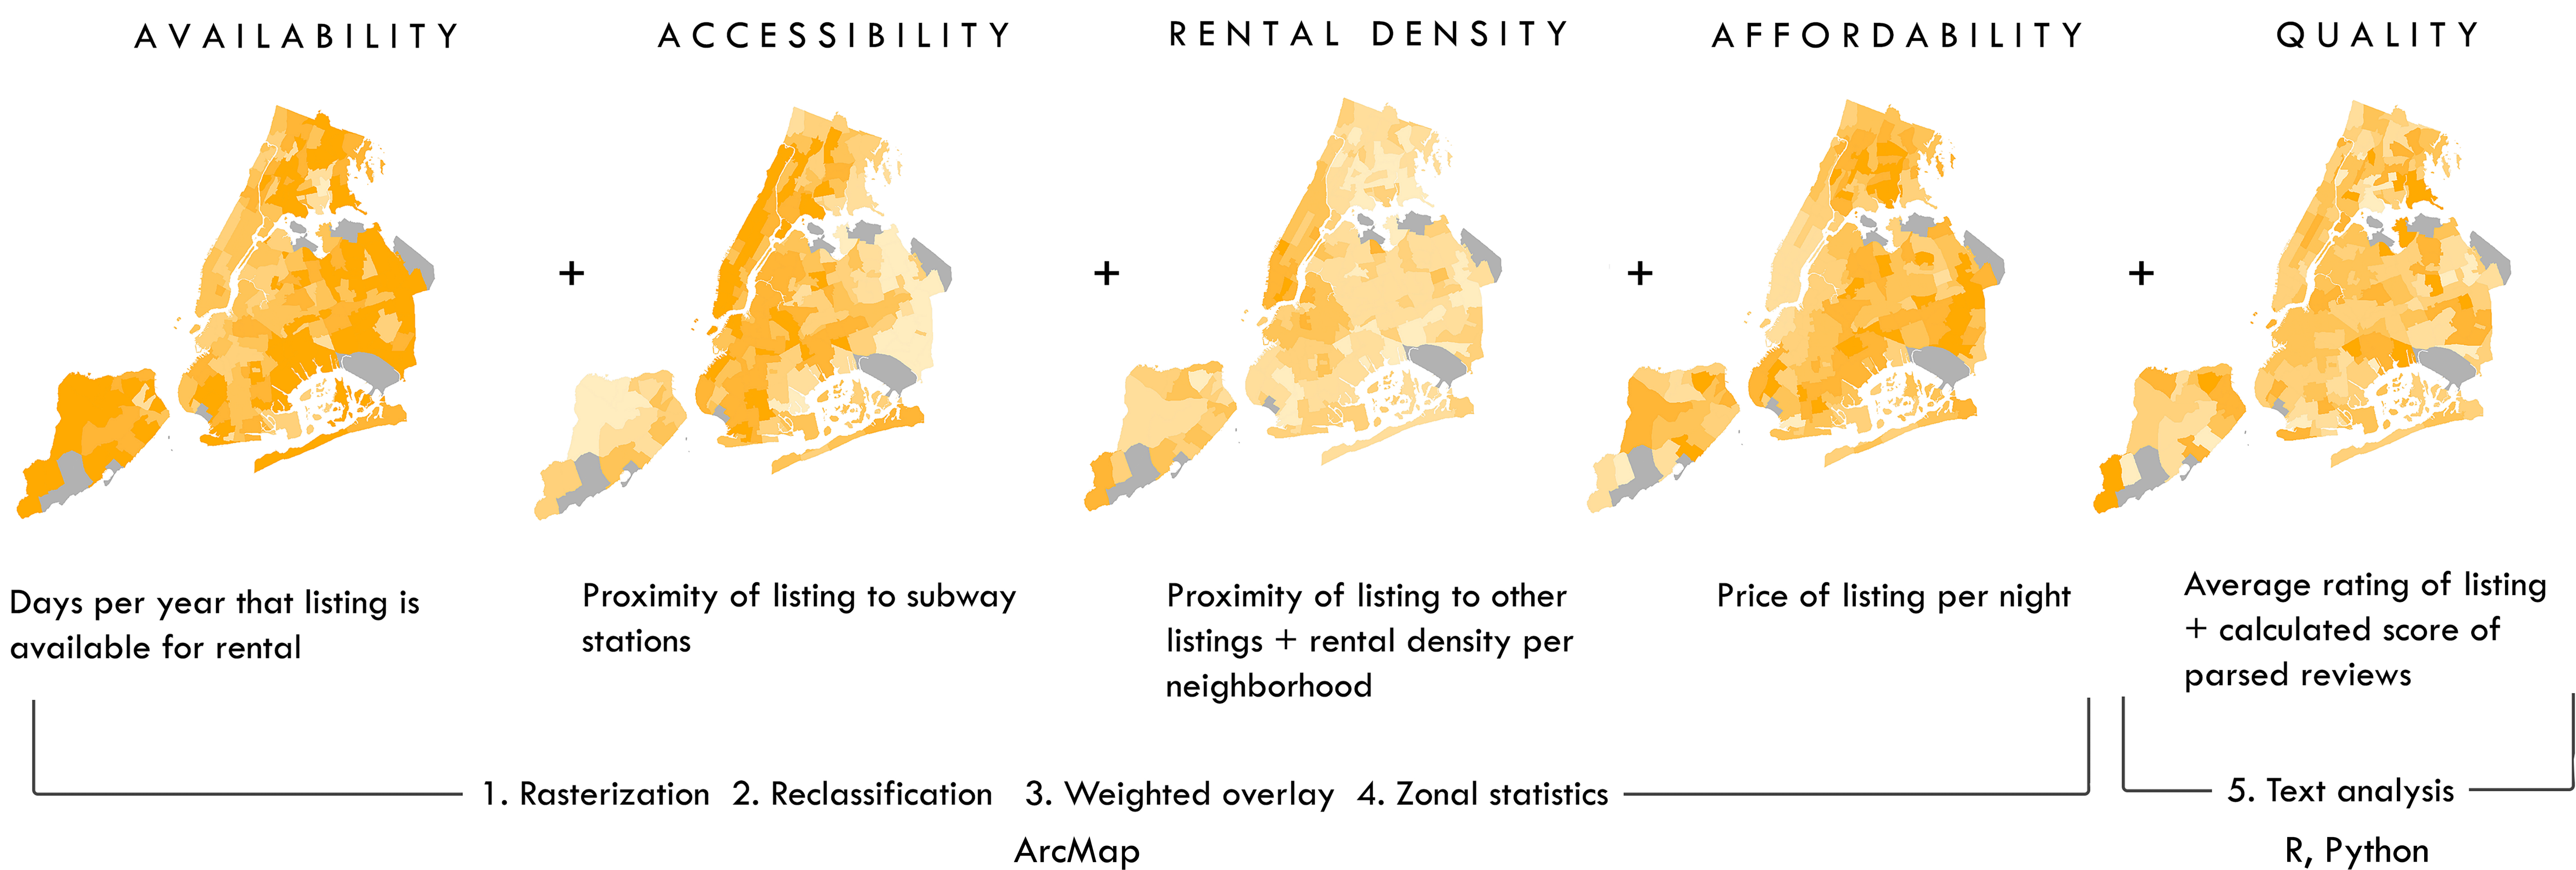 AVAILABILITY
ACCESSIBILITY
RENTAL DENSITY
AFFORDABILITY
QUALITY
+
+
+
+
Days per year that listing is
available for rental
Proximity of listing to subway
stations
Proximity of listing to other
listings + rental density per
neighborhood
Price of listing per night
Average rating of listing
+ calculated score of
parsed reviews
1. Rasterization 2. Reclassification 3. Weighted overlay 4. Zonal statistics
ArcMap
5. Text analysis
R, Python